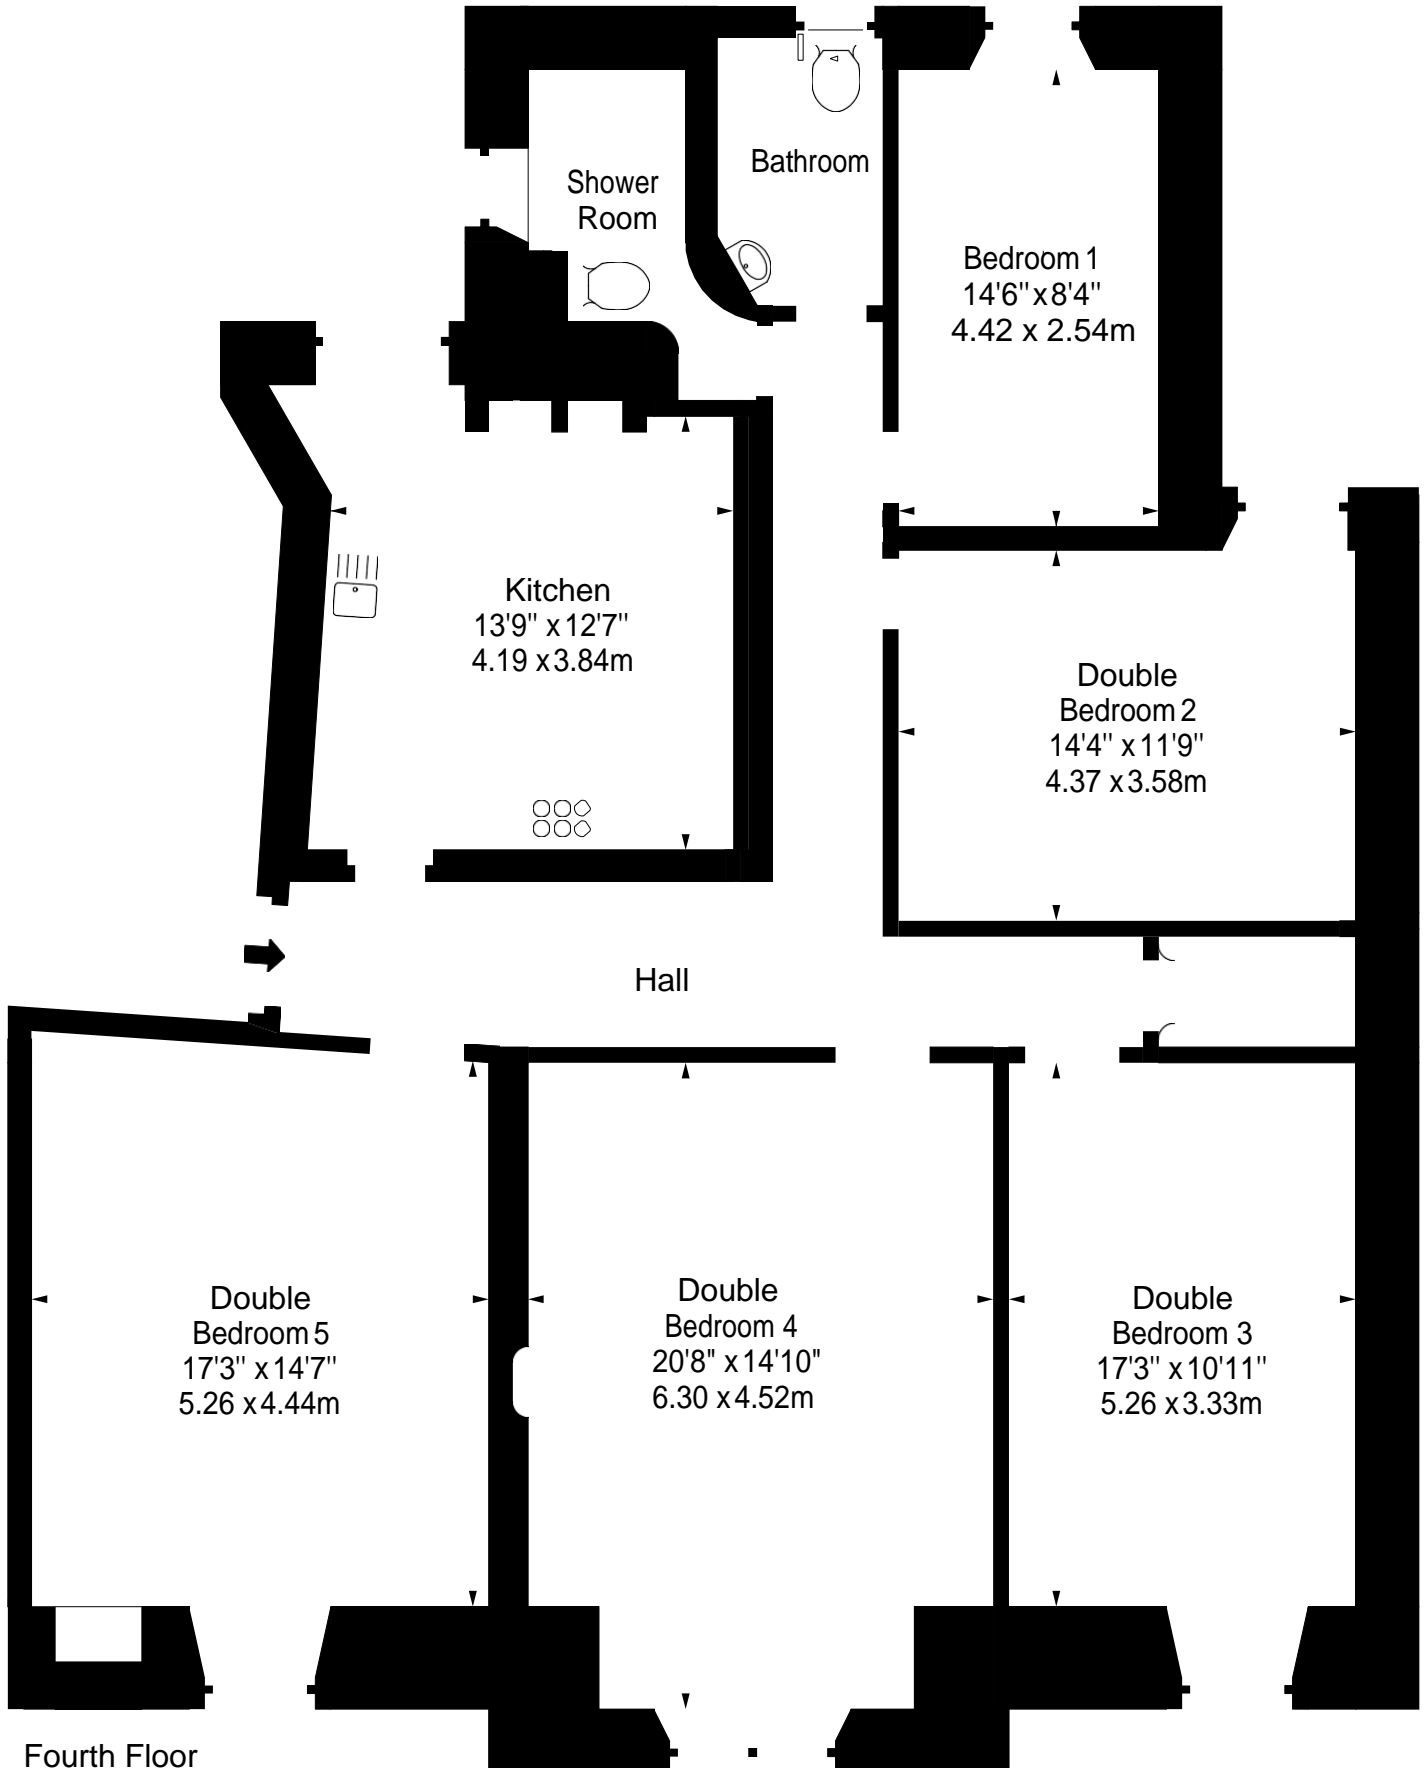 Shower
Room
Bathroom
Bedroom 1
14'6" x 8'4"
4.42 x 2.54m
Kitchen
13'9" x 12'7"
4.19 x 3.84m
Double
Bedroom 2
14'4" x 11'9"
4.37 x 3.58m
Hall
Double
Bedroom 5
17'3" x 14'7"
5.26 x 4.44m
Double
Bedroom 4
20'8" x 14'10"
6.30 x 4.52m
Double
Bedroom 3
17'3" x 10'11"
5.26 x 3.33m
Fourth Floor